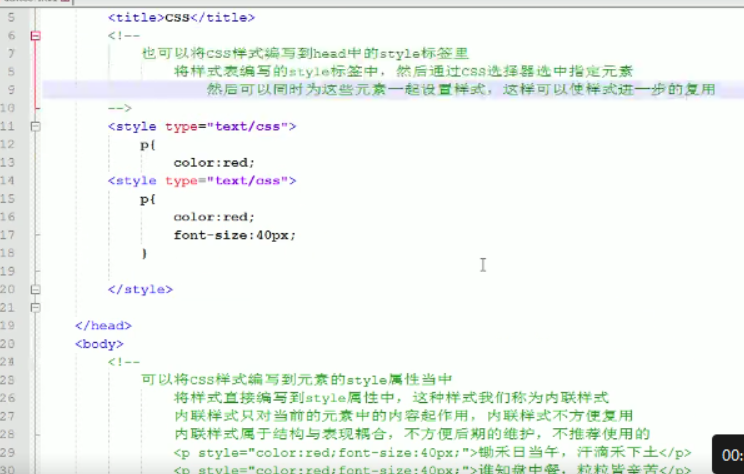 5 <title>CSS</title>
6 <!--
7 也可以将CSS样式编写到head中的style标签里
8 将样式表编写的style标签中，然后通过CSS选择器选中指定元素
9 然后可以同时为这些元素一起设置样式，这样可以使样式进一步的复用
10 -->
11 <style type="text/css">
12 p{
13 color:red;
14 <style type="text/css">
15 p{
16 color:red;
17 font-size:40px;
18 }
19
20 </style>
21
19 </head>
20 <body>
24 <!--
25 可以将CSS样式编写到元素的style属性当中
26 将样式直接编写到style属性中，这种样式我们称为内联样式
27 内联样式只对当前的元素中的内容起作用，内联样式不方便复用
28 内联样式属于结构与表现耦合，不方便后期的维护，不推荐使用的
29 <p style="color:red;font-size:40px;">锄禾日当午，汗滴禾下土</p>
30 <p style="color:red;font-size:40px;">谁知盘中餐，粒粒皆辛苦</p>
00: